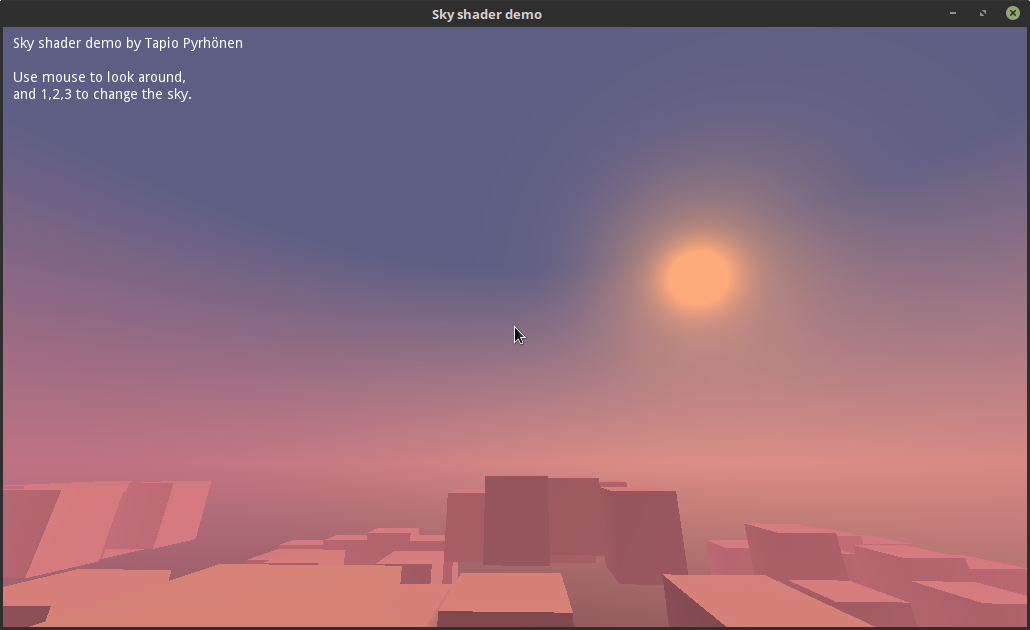 Sky shader demo
Sky shader demo by Tapio Pyrhönen
Use mouse to look around,
and 1,2,3 to change the sky.